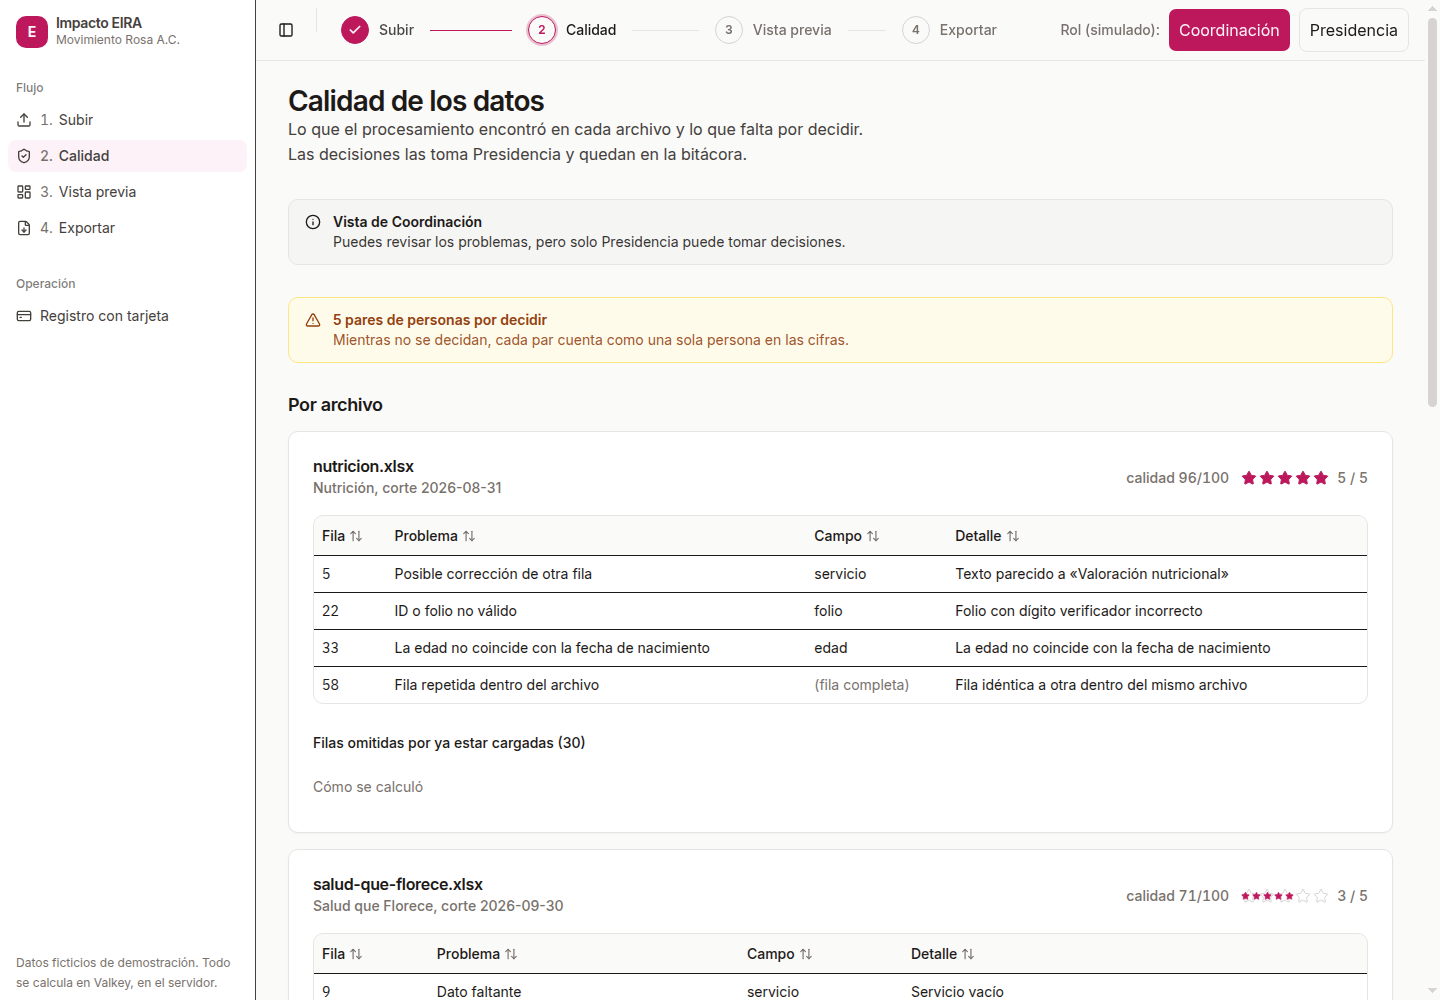 E
Impacto EIRA
Movimiento Rosa A.C.
Flujo
1. Subir
2. Calidad
3. Vista previa
4. Exportar
Operación
Registro con tarjeta
Datos ficticios de demostración. Todo
se calcula en Valkey, en el servidor.
Subir
2 Calidad
3 Vista previa
4 Exportar
Rol (simulado): Coordinación Presidencia
Calidad de los datos
Lo que el procesamiento encontró en cada archivo y lo que falta por decidir.
Las decisiones las toma Presidencia y quedan en la bitácora.
Vista de Coordinación
Puedes revisar los problemas, pero solo Presidencia puede tomar decisiones.
5 pares de personas por decidir
Mientras no se decidan, cada par cuenta como una sola persona en las cifras.
Por archivo
nutricion.xlsx
Nutrición, corte 2026-08-31
calidad 96/100 5 / 5
Fila Problema Campo Detalle
5 Posible corrección de otra fila servicio Texto parecido a «Valoración nutricional»
22 ID o folio no válido folio Folio con dígito verificador incorrecto
33 La edad no coincide con la fecha de nacimiento edad La edad no coincide con la fecha de nacimiento
58 Fila repetida dentro del archivo (fila completa) Fila idéntica a otra dentro del mismo archivo
Filas omitidas por ya estar cargadas (30)
Cómo se calculó
salud-que-florece.xlsx
Salud que Florece, corte 2026-09-30
calidad 71/100 3 / 5
Fila Problema Campo Detalle
9 Dato faltante servicio Servicio vacío